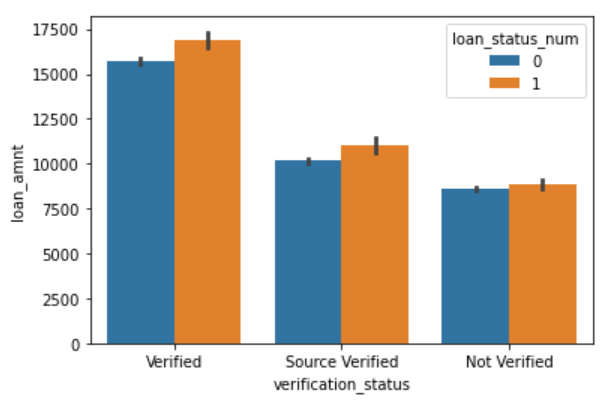 17500
15000
12500
10000
7500
5000
2500
0
loan_amnt
loan_status_num
0
1
Verified
Source Verified
Not Verified
verification_status